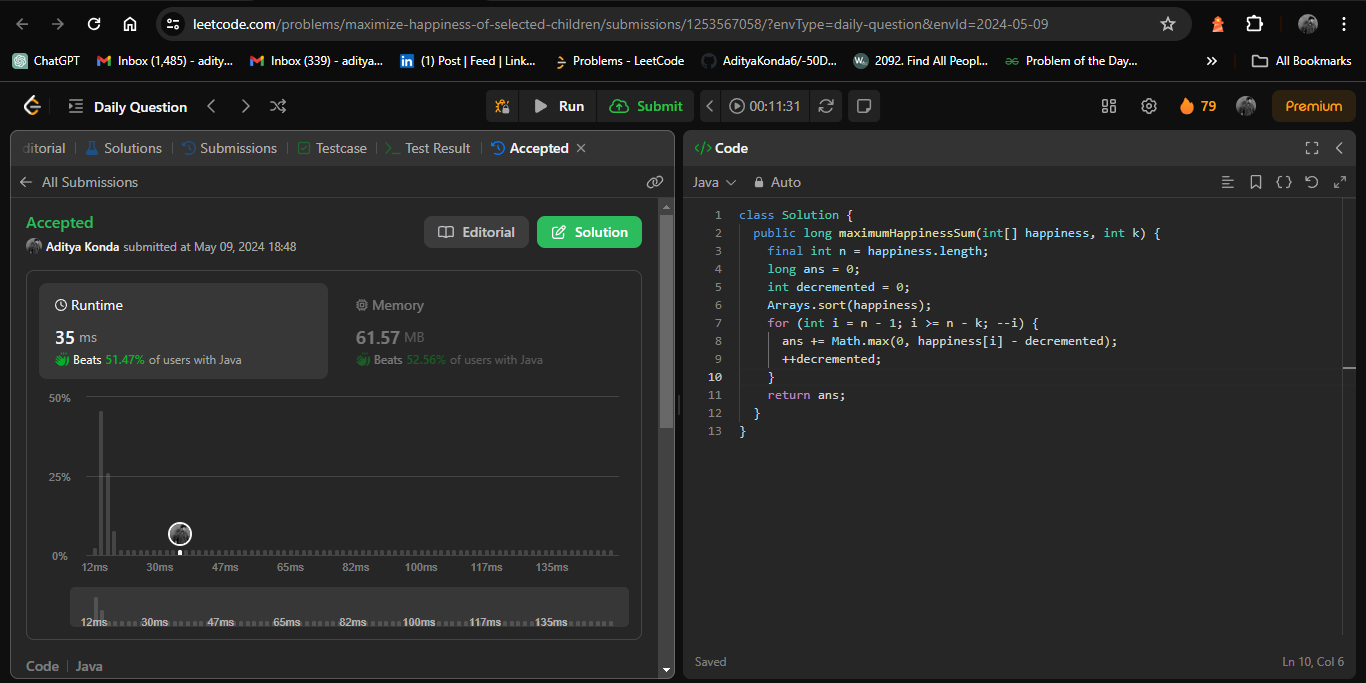 leetcode.com/problems/maximize-happiness-of-selected-children/submissions/1253567058/?envType=daily-question&envId=2024-05-09
ChatGPT
Inbox (1,485) - adity...
Inbox (339) - aditya...
(1) Post | Feed | Link...
Problems - LeetCode
AdityaKonda6/-50D...
2092. Find All Peopl...
Problem of the Day...
All Bookmarks
Daily Question
Run
Submit
00:11:31
79
Premium
ditorial
Solutions
Submissions
Testcase
Test Result
Accepted
All Submissions
Accepted
Aditya Konda submitted at May 09, 2024 18:48
Editorial
Solution
Runtime
35 ms
Beats 51.47% of users with Java
Memory
61.57 MB
Beats 52.56% of users with Java
50%
25%
0%
12ms 30ms 47ms 65ms 82ms 100ms 117ms 135ms
12ms 30ms 47ms 65ms 82ms 100ms 117ms 135ms
Code | Java
</> Code
Java
Auto
1 class Solution {
2 public long maximumHappinessSum(int[] happiness, int k) {
3 final int n = happiness.length;
4 long ans = 0;
5 int decremented = 0;
6 Arrays.sort(happiness);
7 for (int i = n - 1; i >= n - k; --i) {
8 ans += Math.max(0, happiness[i] - decremented);
9 ++decremented;
10 }
11 return ans;
12 }
13 }
Saved
Ln 10, Col 6